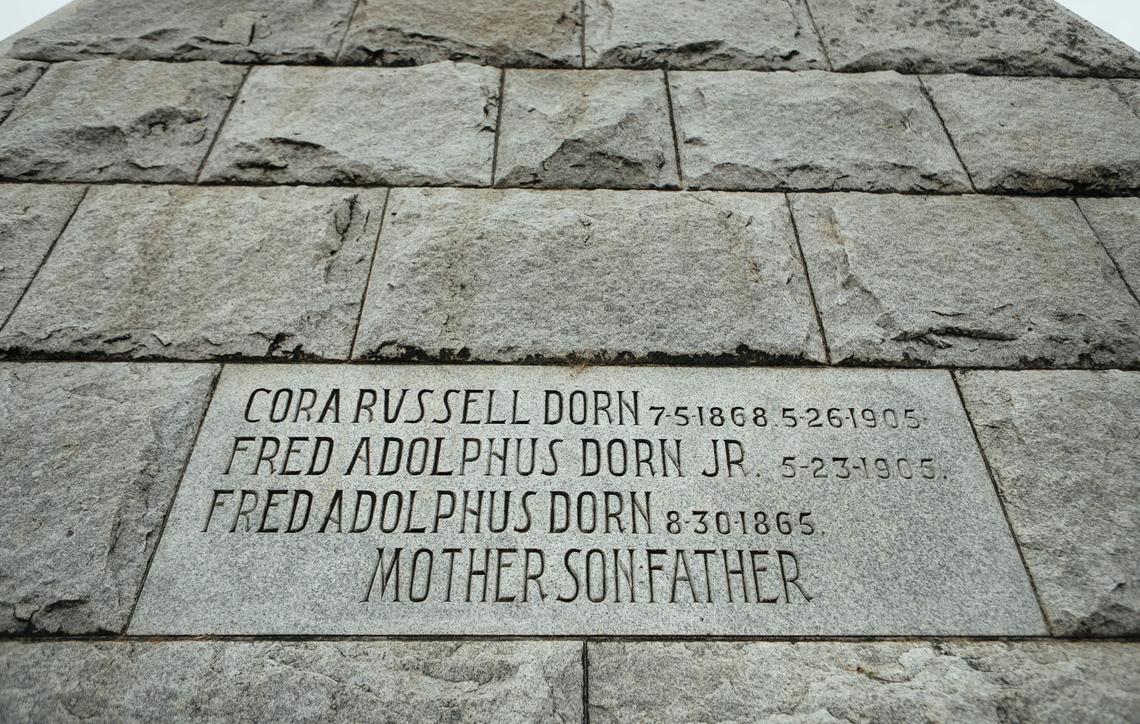 CORA RUSSELL DORN 7-5-1868. 5-26-1905.
FRED ADOLPHUS DORN JR. 5-23-1905.
FRED ADOLPHUS DORN 8-30-1865.
MOTHER SON·FATHER